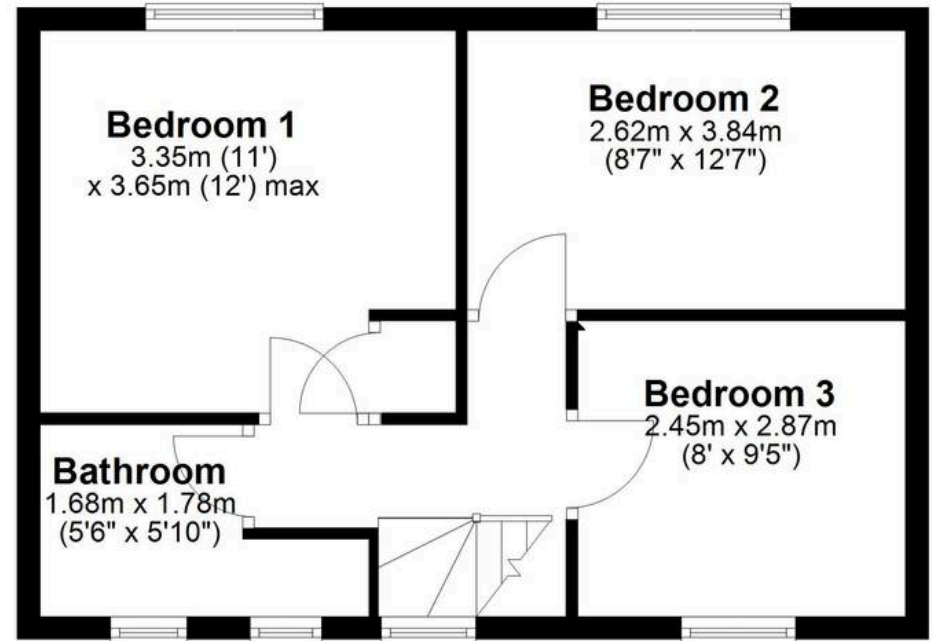 Bedroom 1
3.35m (11')
x 3.65m (12') max
Bedroom 2
2.62m x 3.84m
(8'7" x 12'7")
Bedroom 3
2.45m x 2.87m
(8' x 9'5")
Bathroom
1.68m x 1.78m
(5'6" x 5'10")